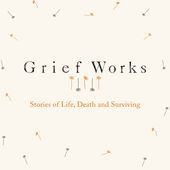 Grief Works
Stories of Life, Death and Surviving